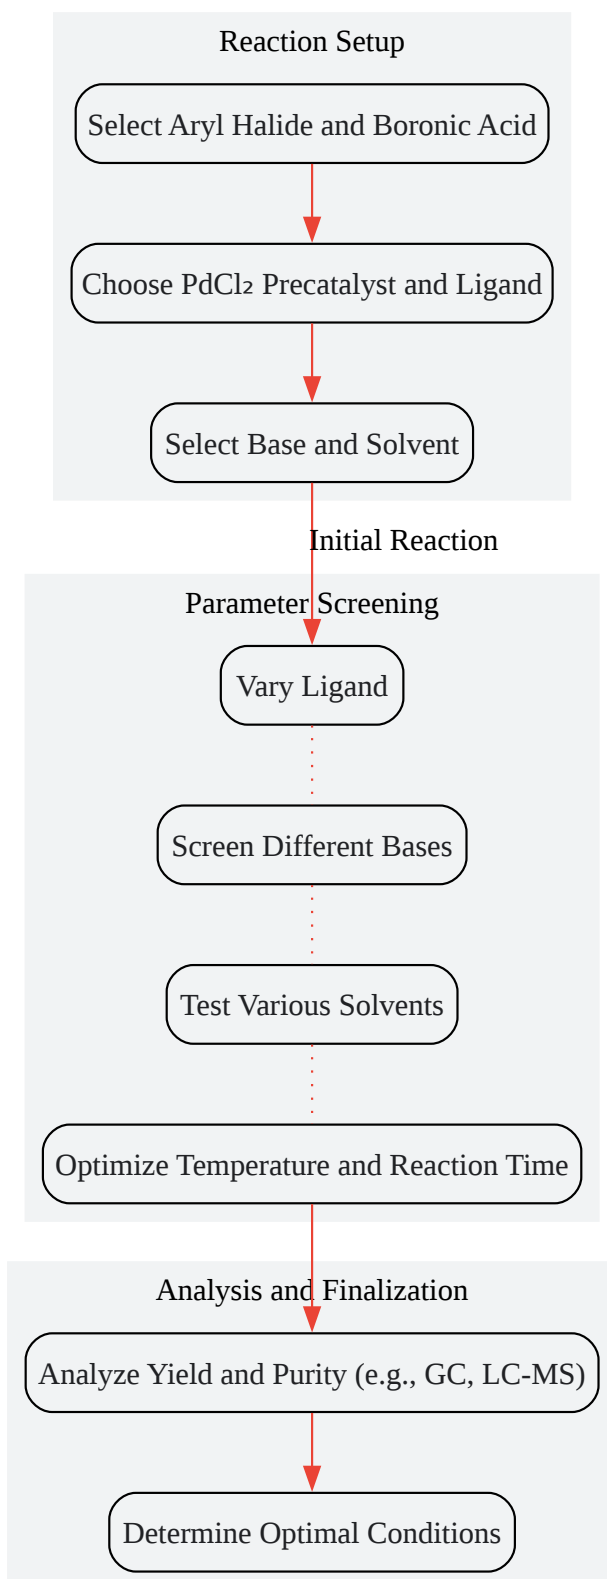 Reaction Setup
Select Aryl Halide and Boronic Acid
Choose PdCl₂ Precatalyst and Ligand
Select Base and Solvent
Initial Reaction
Parameter Screening
Vary Ligand
Screen Different Bases
Test Various Solvents
Optimize Temperature and Reaction Time
Analysis and Finalization
Analyze Yield and Purity (e.g., GC, LC-MS)
Determine Optimal Conditions